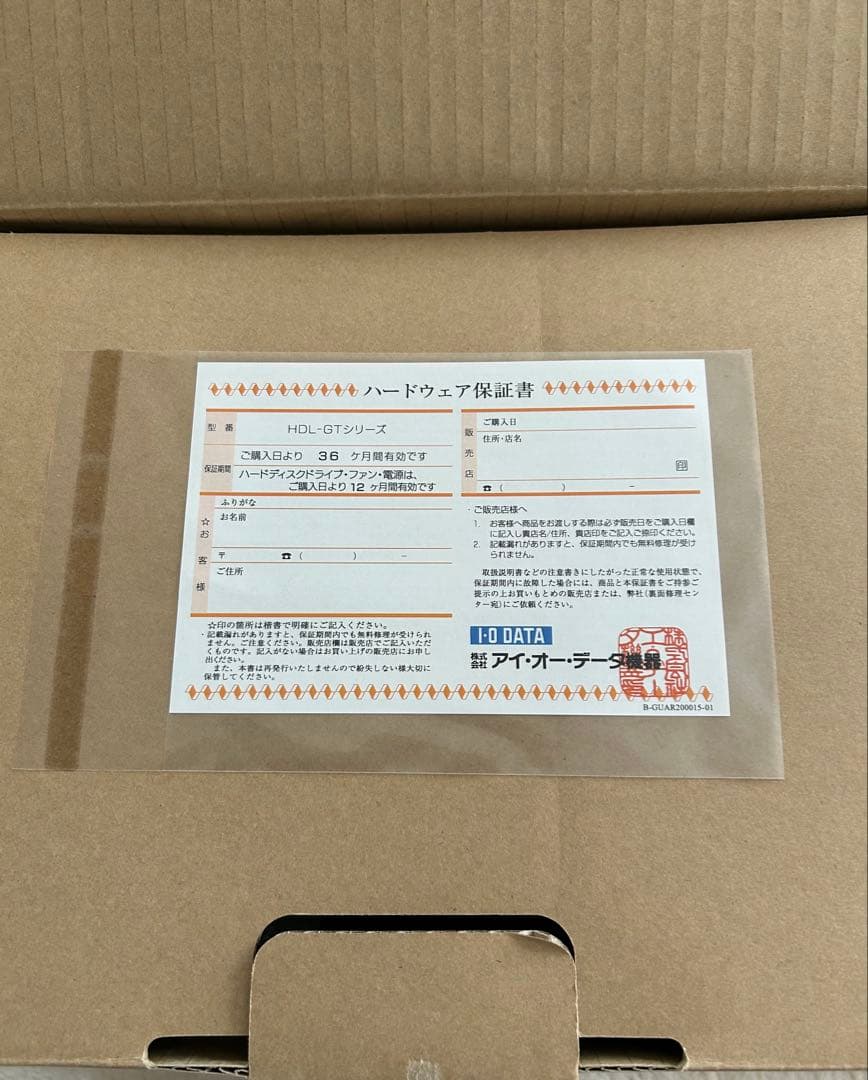 ハードウェア保証書
型番 HDL-GTシリーズ
保証期間
ご購入日より 36 ヶ月間有効です
ハードディスクドライブ・ファン・電源は、
ご購入日より 12 ヶ月間有効です
☆お客様
ふりがな
お名前
〒 ☎ ( ) −
ご住所
☆印の箇所は楷書で明確にご記入ください。
・記載漏れがありますと、保証期間内でも無料修理が受けられ
ません。ご注意ください。販売店欄は販売店でご記入いただ
くものです。記入がない場合はお買い上げの販売店にお申し
出ください。
また、本書は再発行いたしませんので紛失しない様大切に
保管してください。
販売店
ご購入日
住所・店名
印
☎ ( ) −
・ご販売店様へ
1. お客様へ商品をお渡しする際は必ず販売日をご購入日欄
に記入し貴店名/住所、貴店印をご記入ご捺印ください。
2. 記載漏れがありますと、保証期間内でも無料修理が受け
られません。
取扱説明書などの注意書きにしたがった正常な使用状態で、
保証期間内に故障した場合には、商品と本保証書をご持参ご
提示の上お買いもとめの販売店または、弊社(裏面修理セン
ター宛)にご依頼ください。
I・O DATA
株式会社 アイ・オー・データ機器
B-GUAR200015-01